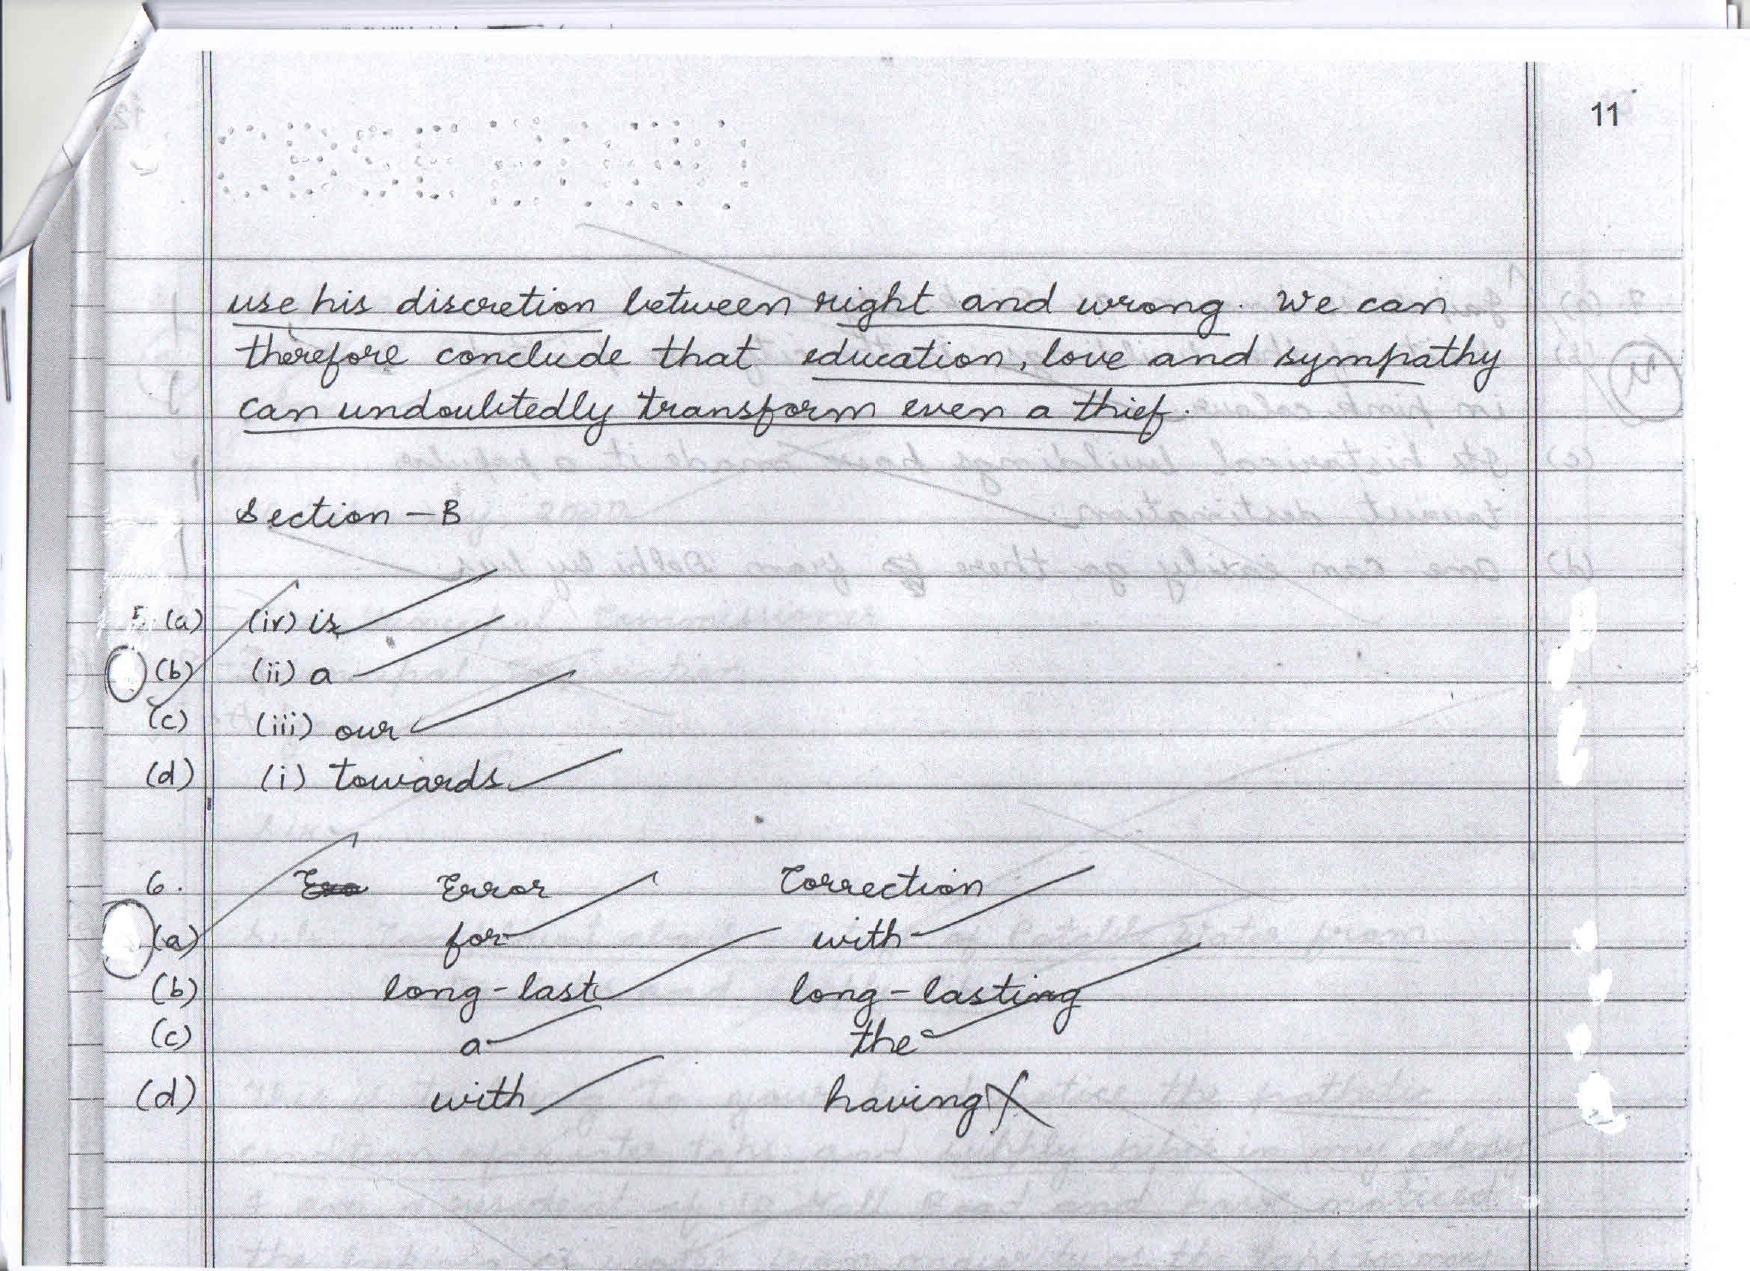 11
use his discretion between right and wrong. We can
therefore conclude that education, love and sympathy
can undoubtedly transform even a thief.
Section - B
5 (a) (iv) is
(b) (ii) a
(c) (iii) our
(d) (i) towards
6. Error Correction
(a) for with
(b) long-last long-lasting
(c) a the
(d) with having